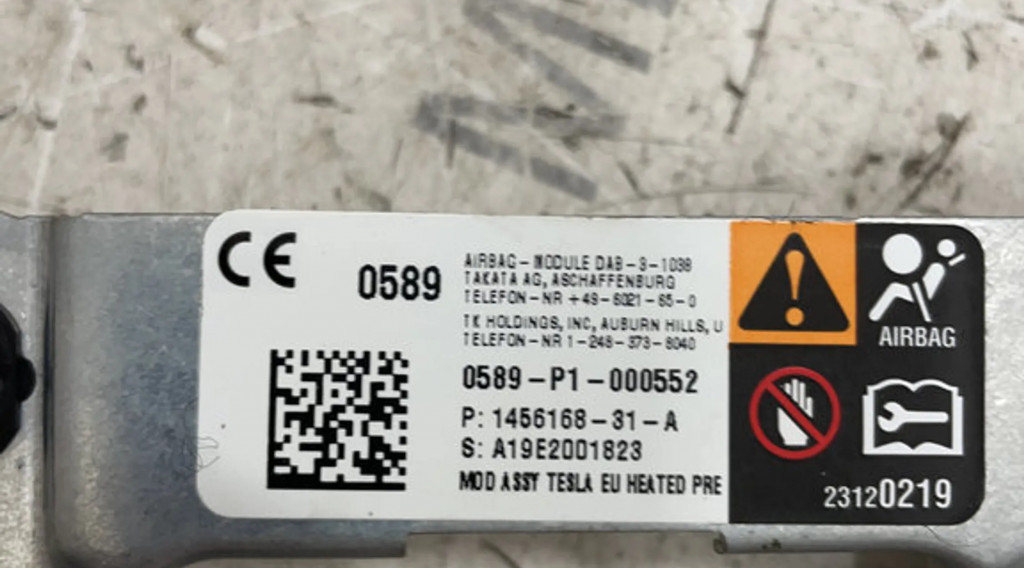 CE
0589
AIRBAG-MODULE DAB-3-1038
TAKATA AG, ASCHAFFENBURG
TELEFON-NR +49-6021-65-0
TK HOLDINGS, INC, AUBURN HILLS, U
TELEFON-NR 1-248-373-8040
0589-P1-000552
P: 1456168-31-A
S: A19E2001823
MOD ASSY TESLA EU HEATED PRE
AIRBAG
23120219